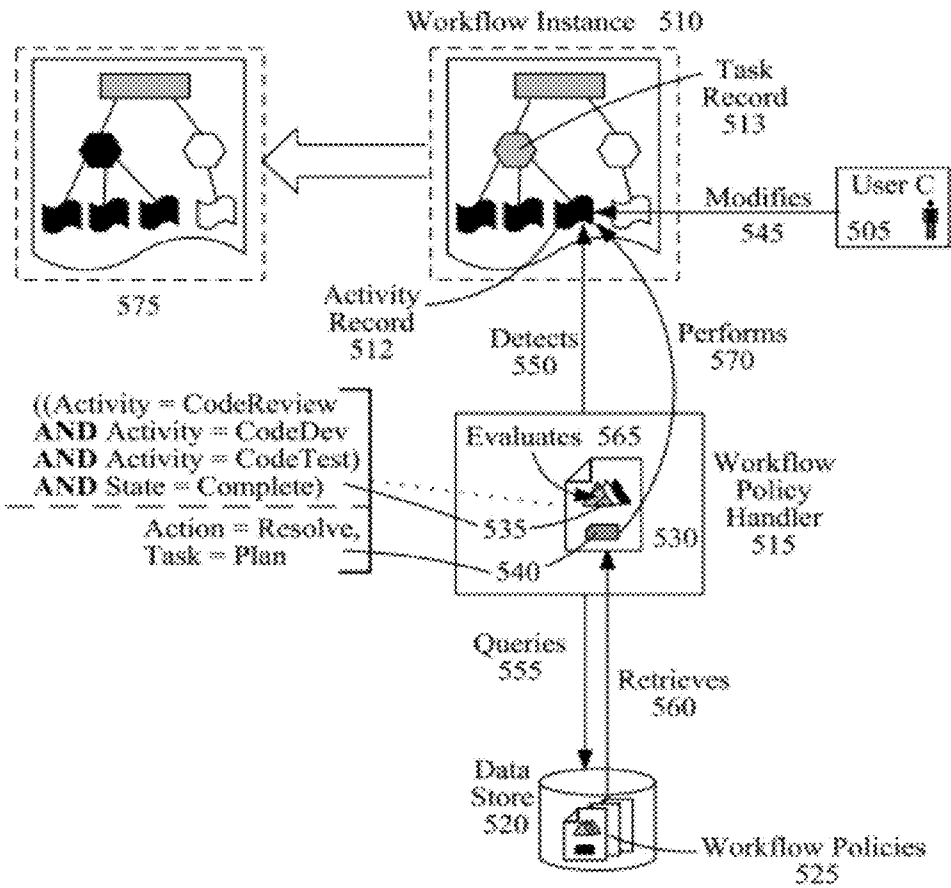 Workflow Instance 510
Task
Record
513
User C
505
Modifies
545
575
Activity
Record
512
Detects
550
Performs
570
((Activity = CodeReview
AND Activity = CodeDev
AND Activity = CodeTest)
AND State = Complete)
Action = Resolve,
Task = Plan
Evaluates 565
535
540
530
Workflow
Policy
Handler
515
Queries
555
Retrieves
560
Data
Store
520
Workflow Policies
525